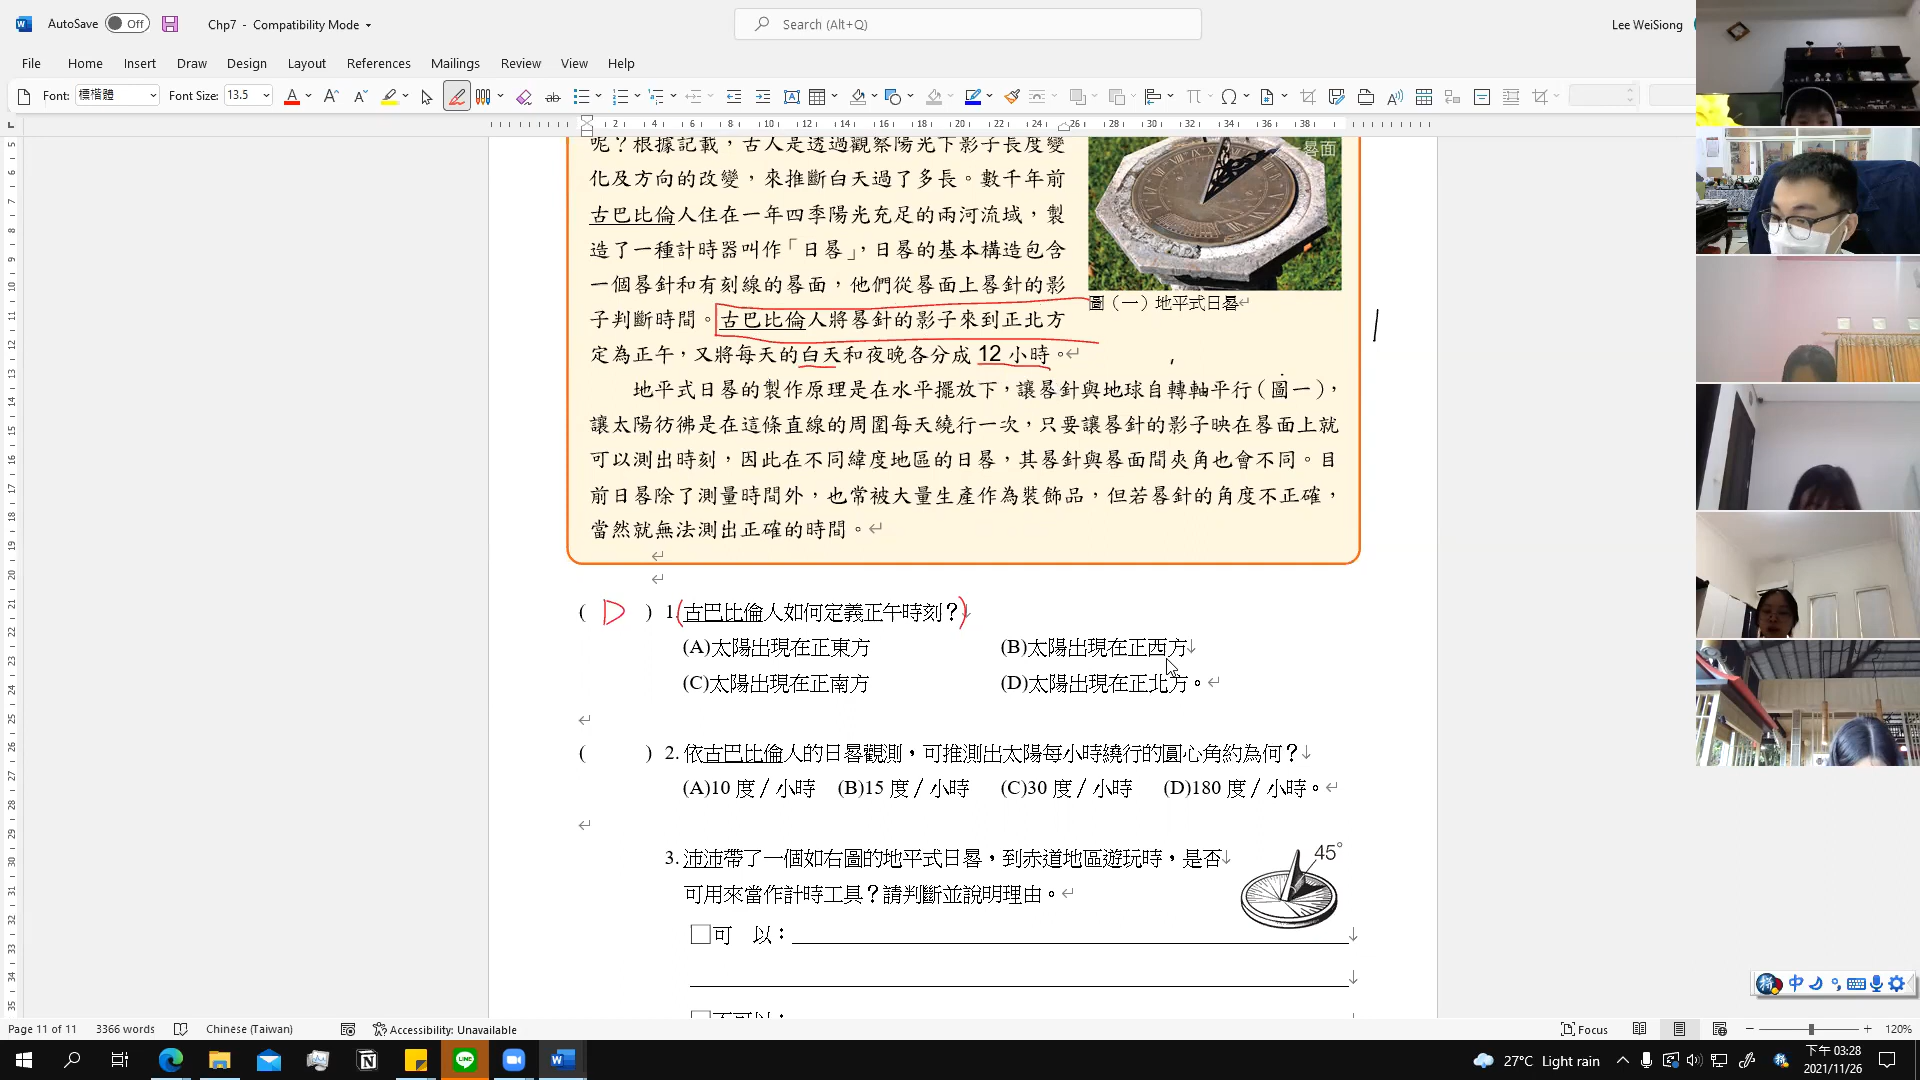 AutoSave Off Chp7 - Compatibility Mode Search (Alt+Q) Lee WeiSiong
File Home Insert Draw Design Layout References Mailings Review View Help
Font: 標楷體 Font Size: 13.5
2 4 6 8 10 12 14 16 18 20 22 24 26 28 30 32 34 36 38
呢？根據記載，古人是透過觀察陽光下影子長度變
晷面
化及方向的改變，來推斷白天過了多長。數千年前
古巴比倫人住在一年四季陽光充足的兩河流域，製
造了一種計時器叫作「日晷」，日晷的基本構造包含
一個晷針和有刻線的晷面，他們從晷面上晷針的影
圖（一）地平式日晷
子判斷時間。古巴比倫人將晷針的影子來到正北方
定為正午，又將每天的白天和夜晚各分成 12 小時。
地平式日晷的製作原理是在水平擺放下，讓晷針與地球自轉軸平行（圖一），
讓太陽彷彿是在這條直線的周圍每天繞行一次，只要讓晷針的影子映在晷面上就
可以測出時刻，因此在不同緯度地區的日晷，其晷針與晷面間夾角也會不同。目
前日晷除了測量時間外，也常被大量生產作為裝飾品，但若晷針的角度不正確，
當然就無法測出正確的時間。
( D ) 1.古巴比倫人如何定義正午時刻？
(A)太陽出現在正東方 (B)太陽出現在正西方
(C)太陽出現在正南方 (D)太陽出現在正北方。
( ) 2. 依古巴比倫人的日晷觀測，可推測出太陽每小時繞行的圓心角約為何？
(A)10 度／小時 (B)15 度／小時 (C)30 度／小時 (D)180 度／小時。
3. 沛沛帶了一個如右圖的地平式日晷，到赤道地區遊玩時，是否
45°
可用來當作計時工具？請判斷並說明理由。
□可 以：
□不可以：
中
Page 11 of 11 3366 words Chinese (Taiwan) Accessibility: Unavailable Focus 120%
27°C Light rain 下午 03:28
2021/11/26